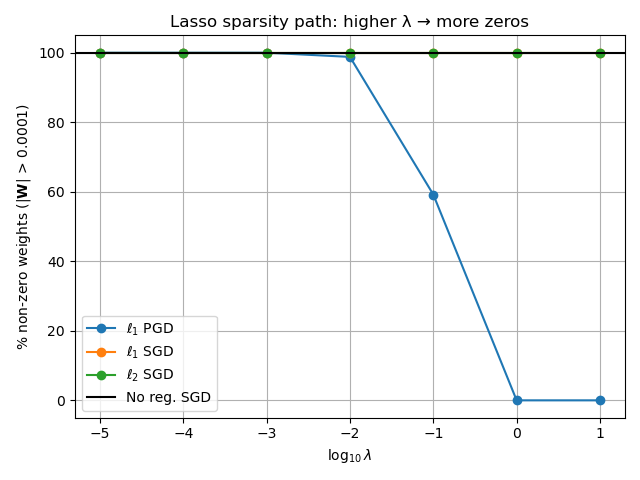 Lasso sparsity path: higher λ → more zeros
% non-zero weights (|W| > 0.0001)
100
80
60
40
20
0
ℓ₁ PGD
ℓ₁ SGD
ℓ₂ SGD
No reg. SGD
−5 −4 −3 −2 −1 0 1
log₁₀ λ